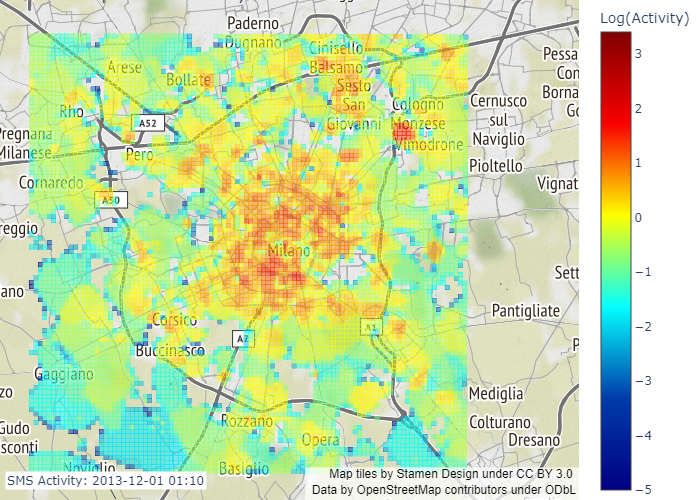 Log(Activity)
Paderno
Dugnano
Cinisello
Balsamo
Arese
Bollate
Sesto
San
Giovanni
Rho
A52
Cologno
Monzese
Vimodrone
Cernusco
sul
Naviglio
Pioltello
Pessa
Con
Borna
Go
Pregnana
Milanese
Pero
Cornaredo
A50
Vignat
reggio
Milano
Sett
ano
Pantigliate
Corsico
A7
A1
Buccinasco
P
Gaggiano
zo
Mediglia
Rozzano
Colturano
Dresano
Gudo
sconti
Opera
Noviglio
Basiglio
SMS Activity: 2013-12-01 01:10
Map tiles by Stamen Design under CC BY 3.0
Data by OpenStreetMap contributors under ODbL
3
2
1
0
−1
−2
−3
−4
−5